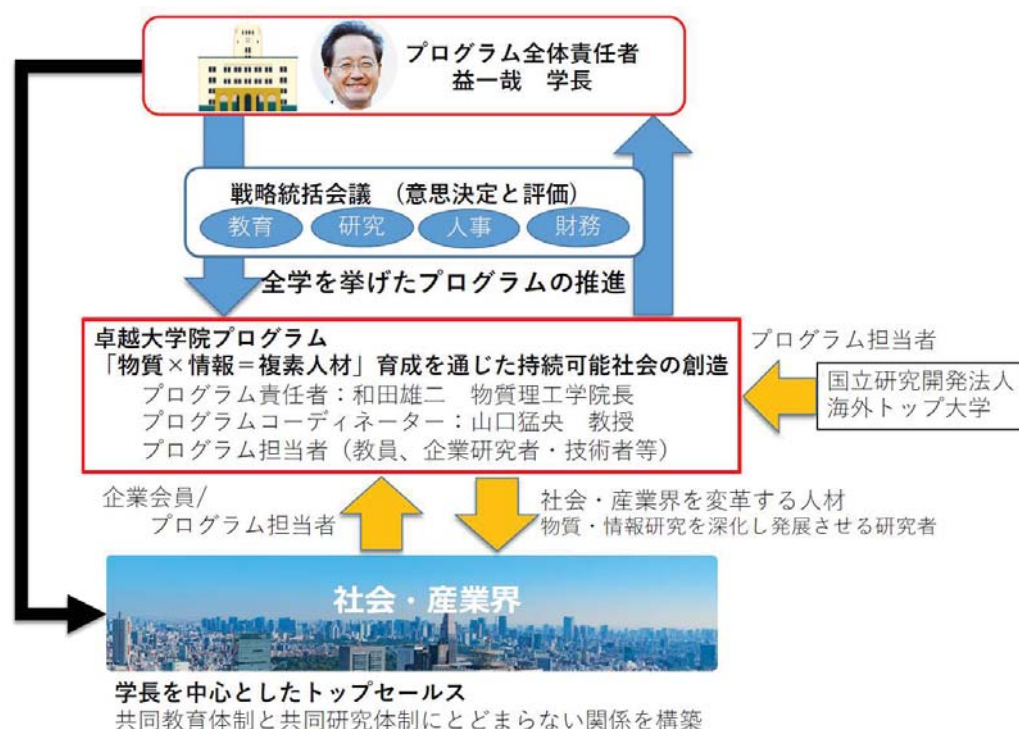 プログラム全体責任者
益一哉 学長
戦略統括会議 (意思決定と評価)
教育 研究 人事 財務
全学を挙げたプログラムの推進
卓越大学院プログラム
「物質×情報＝複素人材」育成を通じた持続可能社会の創造
プログラム責任者：和田雄二 物質理工学院長
プログラムコーディネーター：山口猛央 教授
プログラム担当者（教員、企業研究者・技術者等）
プログラム担当者
国立研究開発法人
海外トップ大学
企業会員/
プログラム担当者
社会・産業界を変革する人材
物質・情報研究を深化し発展させる研究者
社会・産業界
学長を中心としたトップセールス
共同教育体制と共同研究体制にとどまらない関係を構築